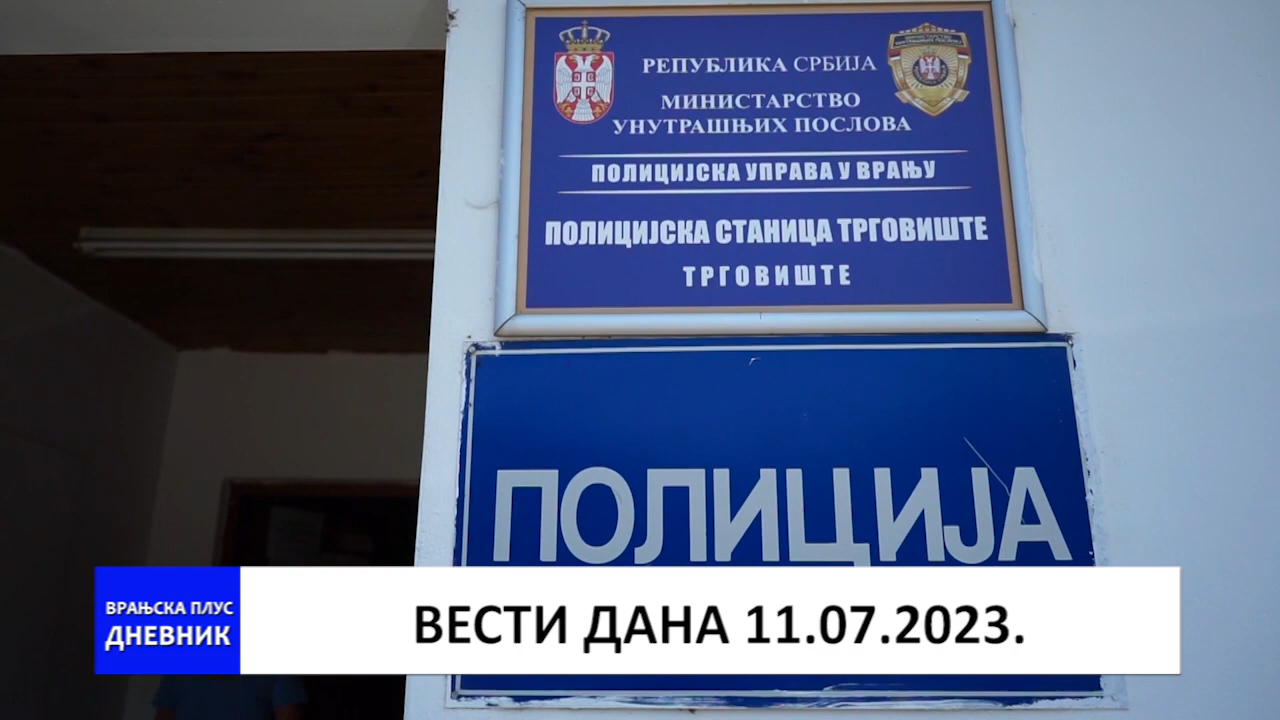 РЕПУБЛИКА СРБИЈА
МИНИСТАРСТВО
УНУТРАШЊИХ ПОСЛОВА
ПОЛИЦИЈСКА УПРАВА У ВРАЊУ
ПОЛИЦИЈСКА СТАНИЦА ТРГОВИШТЕ
ТРГОВИШТЕ
ПОЛИЦИЈА
ВРАЊСКА ПЛУС
ДНЕВНИК
ВЕСТИ ДАНА 11.07.2023.